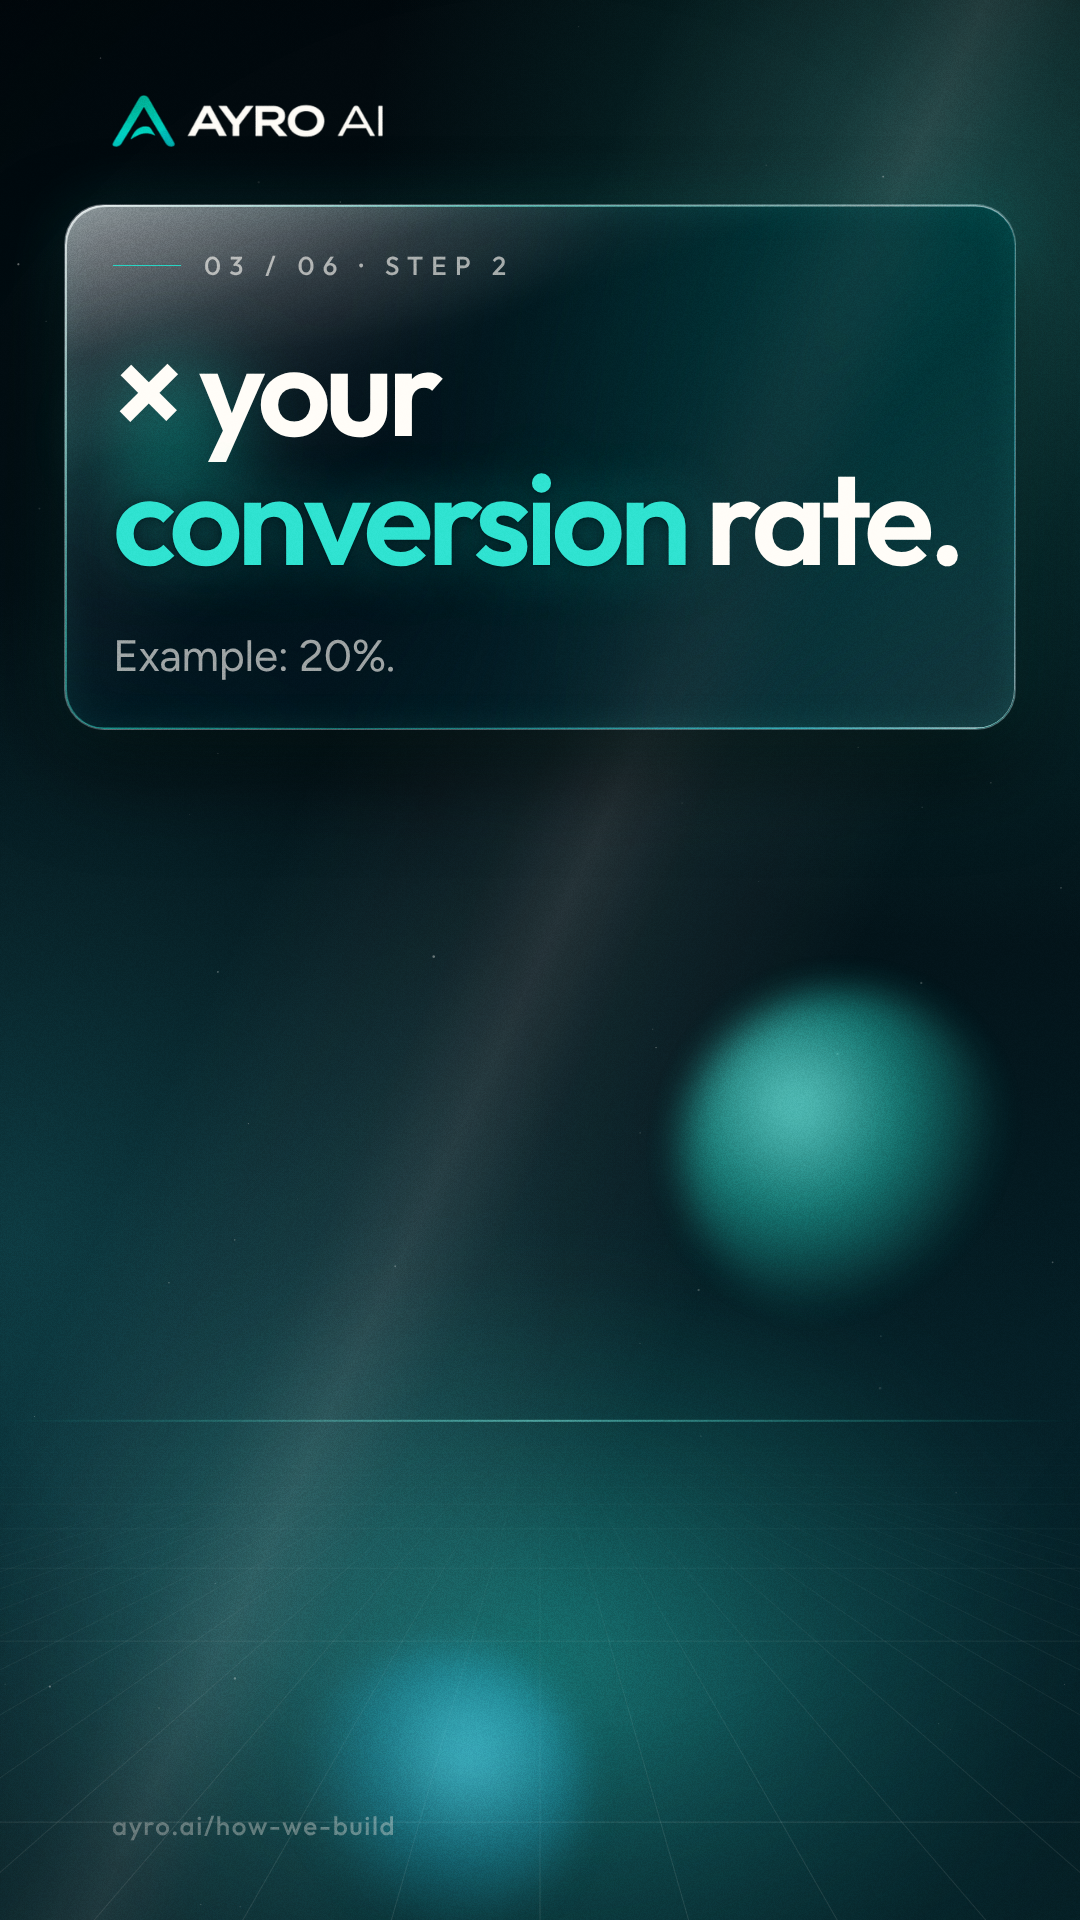 AYRO AI
03 / 06 · STEP 2
× your
conversion rate.
Example: 20%.
ayro.ai/how-we-build